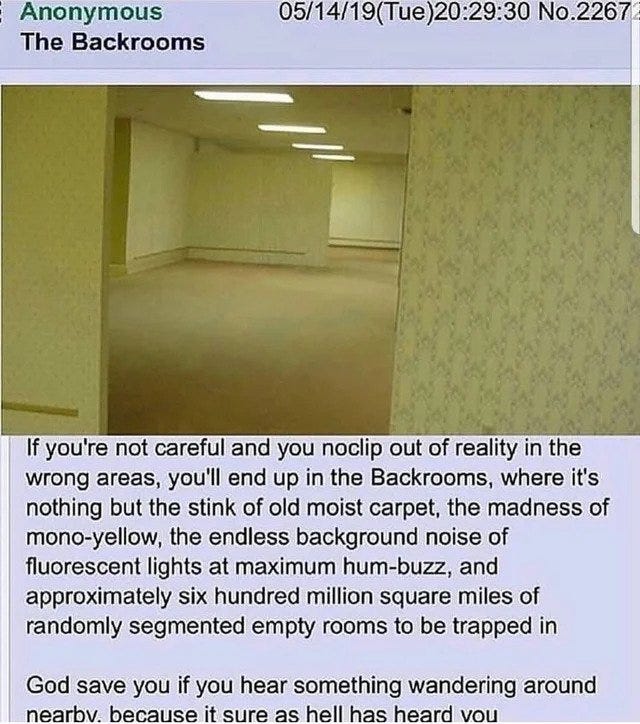 Anonymous 05/14/19(Tue)20:29:30 No.2267
The Backrooms
If you're not careful and you noclip out of reality in the
wrong areas, you'll end up in the Backrooms, where it's
nothing but the stink of old moist carpet, the madness of
mono-yellow, the endless background noise of
fluorescent lights at maximum hum-buzz, and
approximately six hundred million square miles of
randomly segmented empty rooms to be trapped in
God save you if you hear something wandering around
nearby, because it sure as hell has heard you